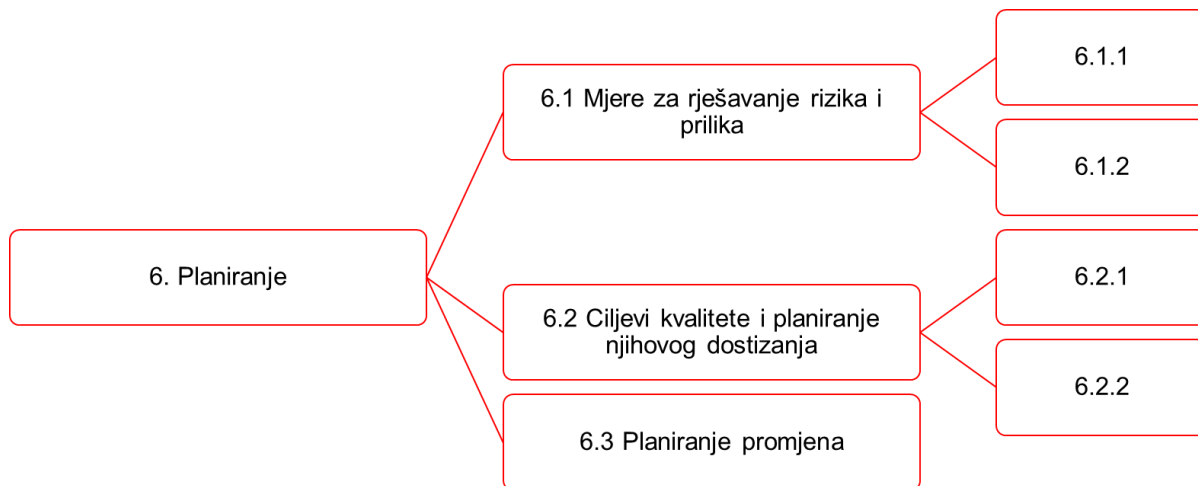 6. Planiranje
6.1 Mjere za rješavanje rizika i
prilika
6.1.1
6.1.2
6.2 Ciljevi kvalitete i planiranje
njihovog dostizanja
6.2.1
6.2.2
6.3 Planiranje promjena